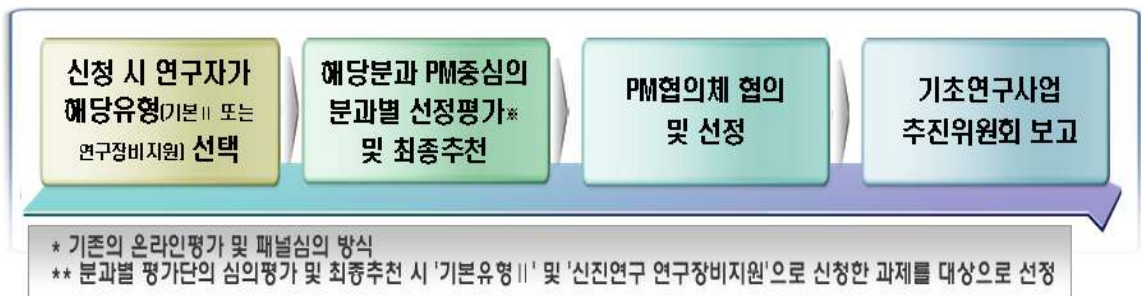 신청 시 연구자가
해당유형(기본Ⅱ 또는
연구장비지원) 선택
해당분과 PM중심의
분과별 선정평가※
및 최종추천
PM협의체 협의
및 선정
기초연구사업
추진위원회 보고
* 기존의 온라인평가 및 패널심의 방식
** 분과별 평가단의 심의평가 및 최종추천 시 '기본유형Ⅱ' 및 '신진연구 연구장비지원'으로 신청한 과제를 대상으로 선정